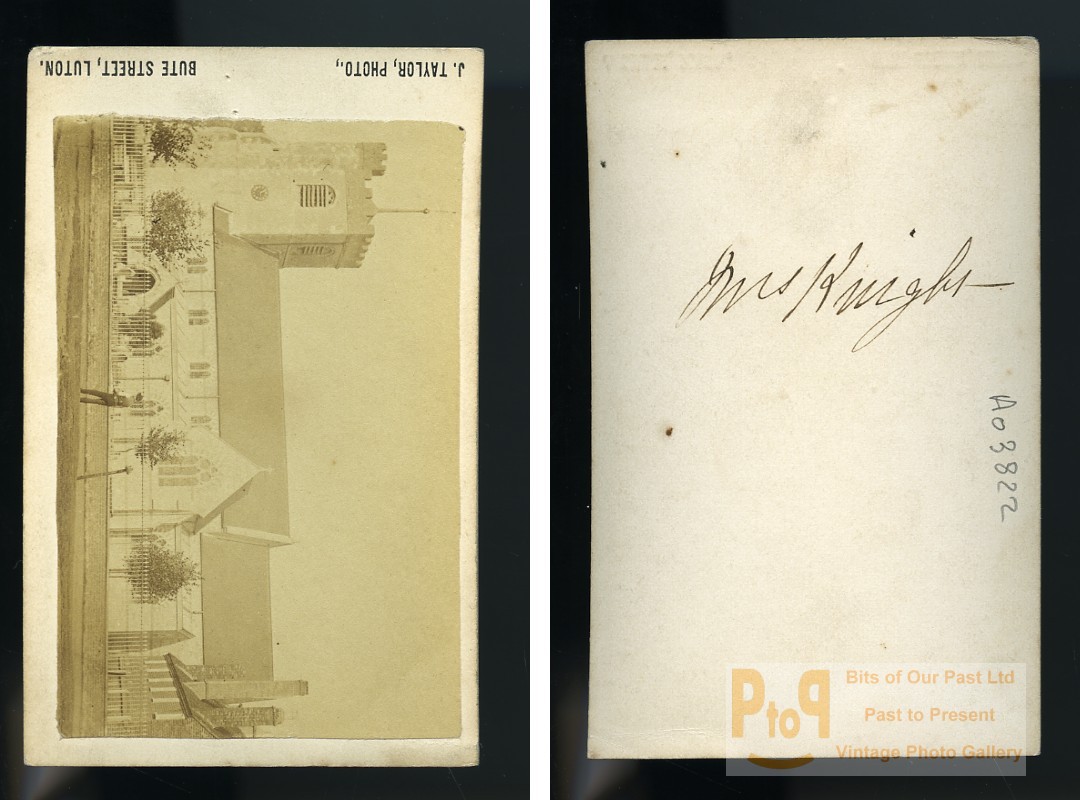 J. TAYLOR, PHOTO., BUTE STREET, LUTON.
Mrs Knight
A03822
PtoP
Bits of Our Past Ltd
Past to Present
Vintage Photo Gallery